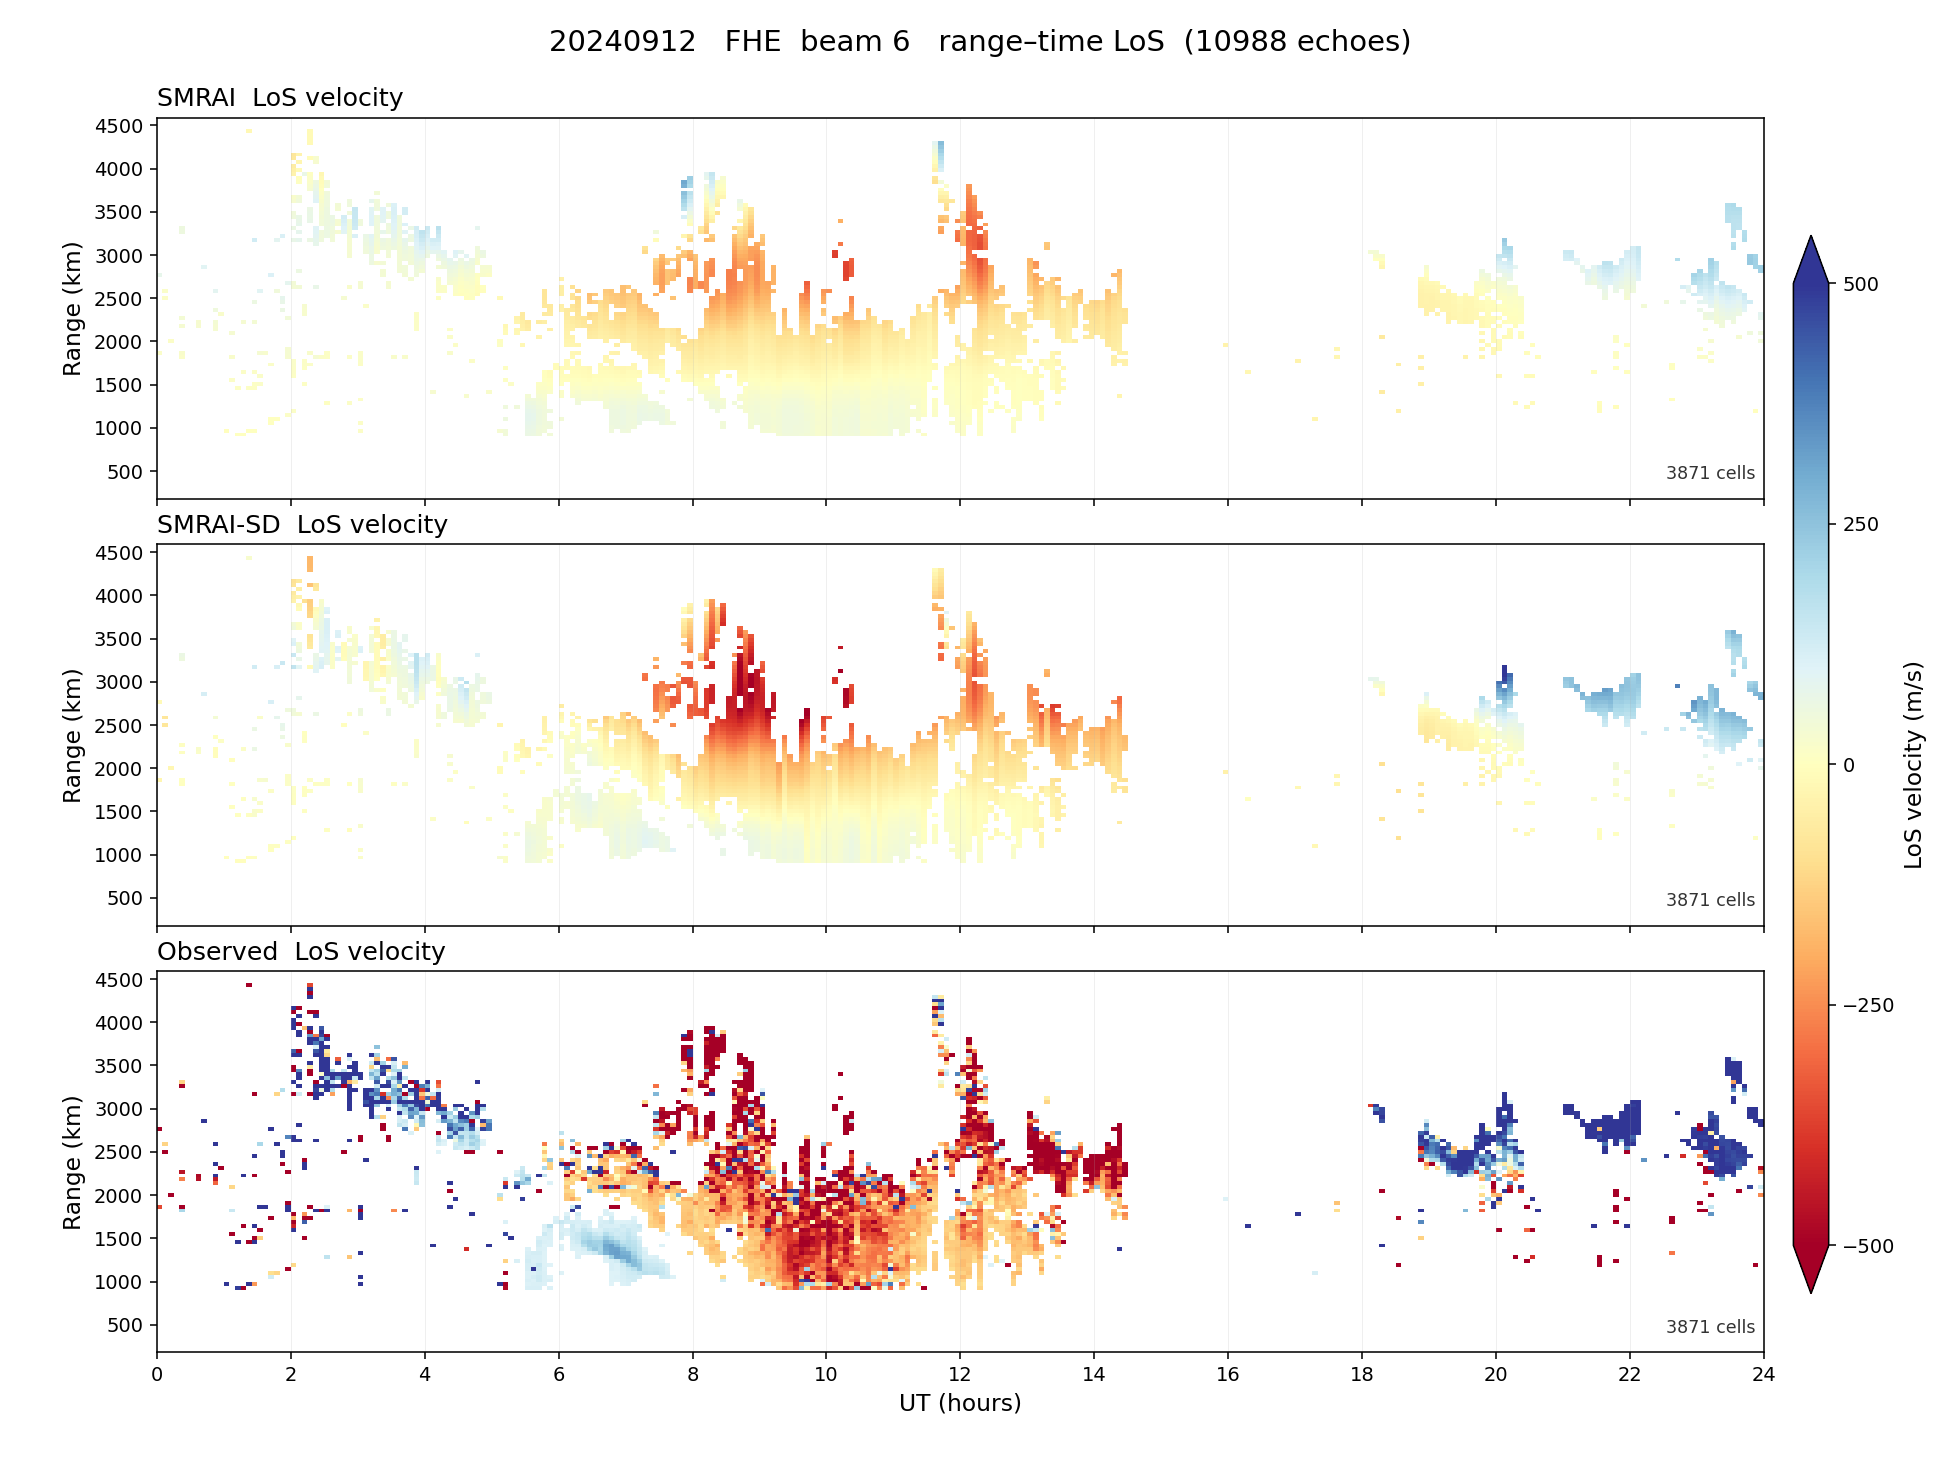 20240912   FHE  beam 6   range–time LoS  (10988 echoes)
SMRAI  LoS velocity
4500
4000
3500
3000
2500
2000
1500
1000
500
Range (km)
3871 cells
SMRAI-SD  LoS velocity
4500
4000
3500
3000
2500
2000
1500
1000
500
Range (km)
3871 cells
Observed  LoS velocity
4500
4000
3500
3000
2500
2000
1500
1000
500
Range (km)
3871 cells
0 2 4 6 8 10 12 14 16 18 20 22 24
UT (hours)
500
250
0
−250
−500
LoS velocity (m/s)